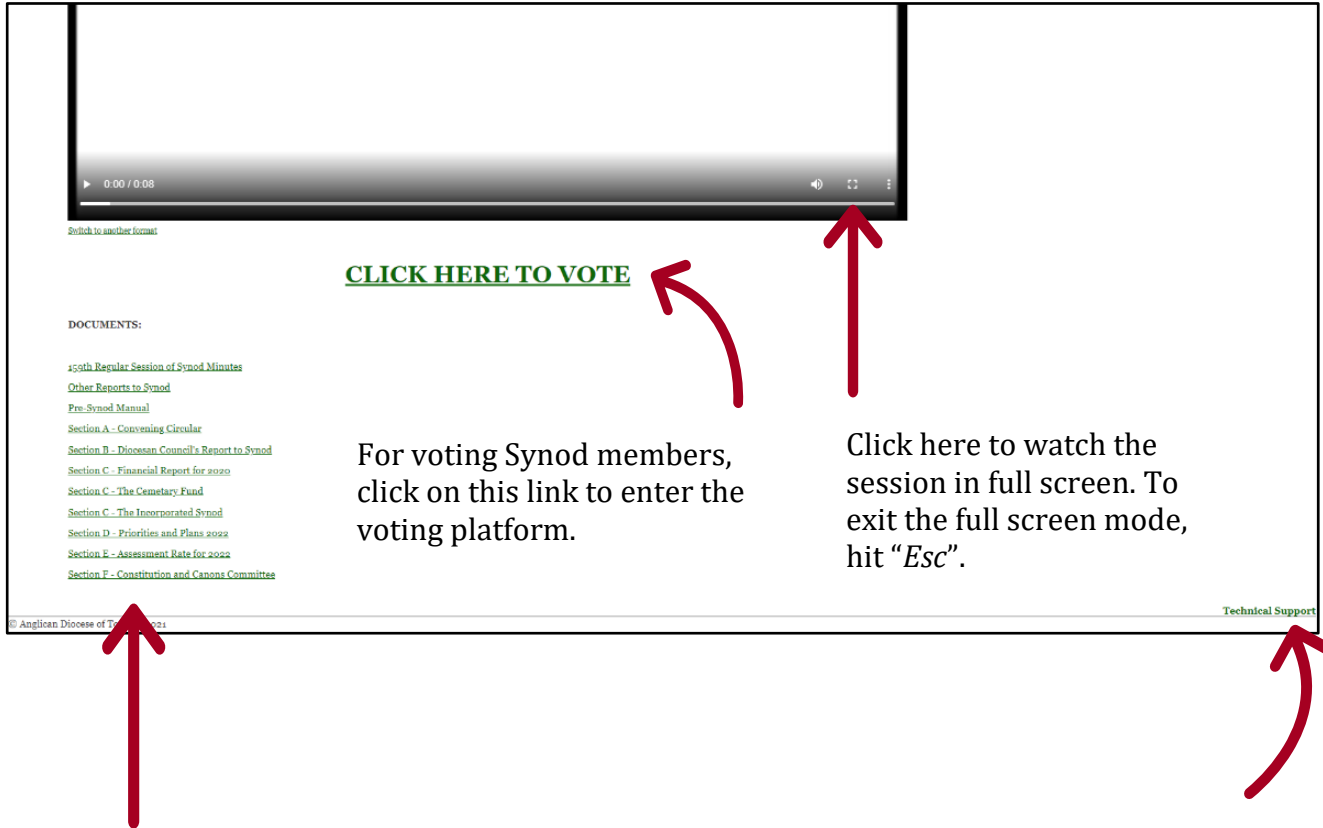 0:00 / 0:08
Switch to another format
CLICK HERE TO VOTE
DOCUMENTS:
159th Regular Session of Synod Minutes
Other Reports to Synod
Pre-Synod Manual
Section A - Convening Circular
Section B - Diocesan Council's Report to Synod
Section C - Financial Report for 2020
Section C - The Cemetary Fund
Section C - The Incorporated Synod
Section D - Priorities and Plans 2022
Section E - Assessment Rate for 2022
Section F - Constitution and Canons Committee
For voting Synod members,
click on this link to enter the
voting platform.
Click here to watch the
session in full screen. To
exit the full screen mode,
hit “Esc”.
Technical Support
© Anglican Diocese of 2021